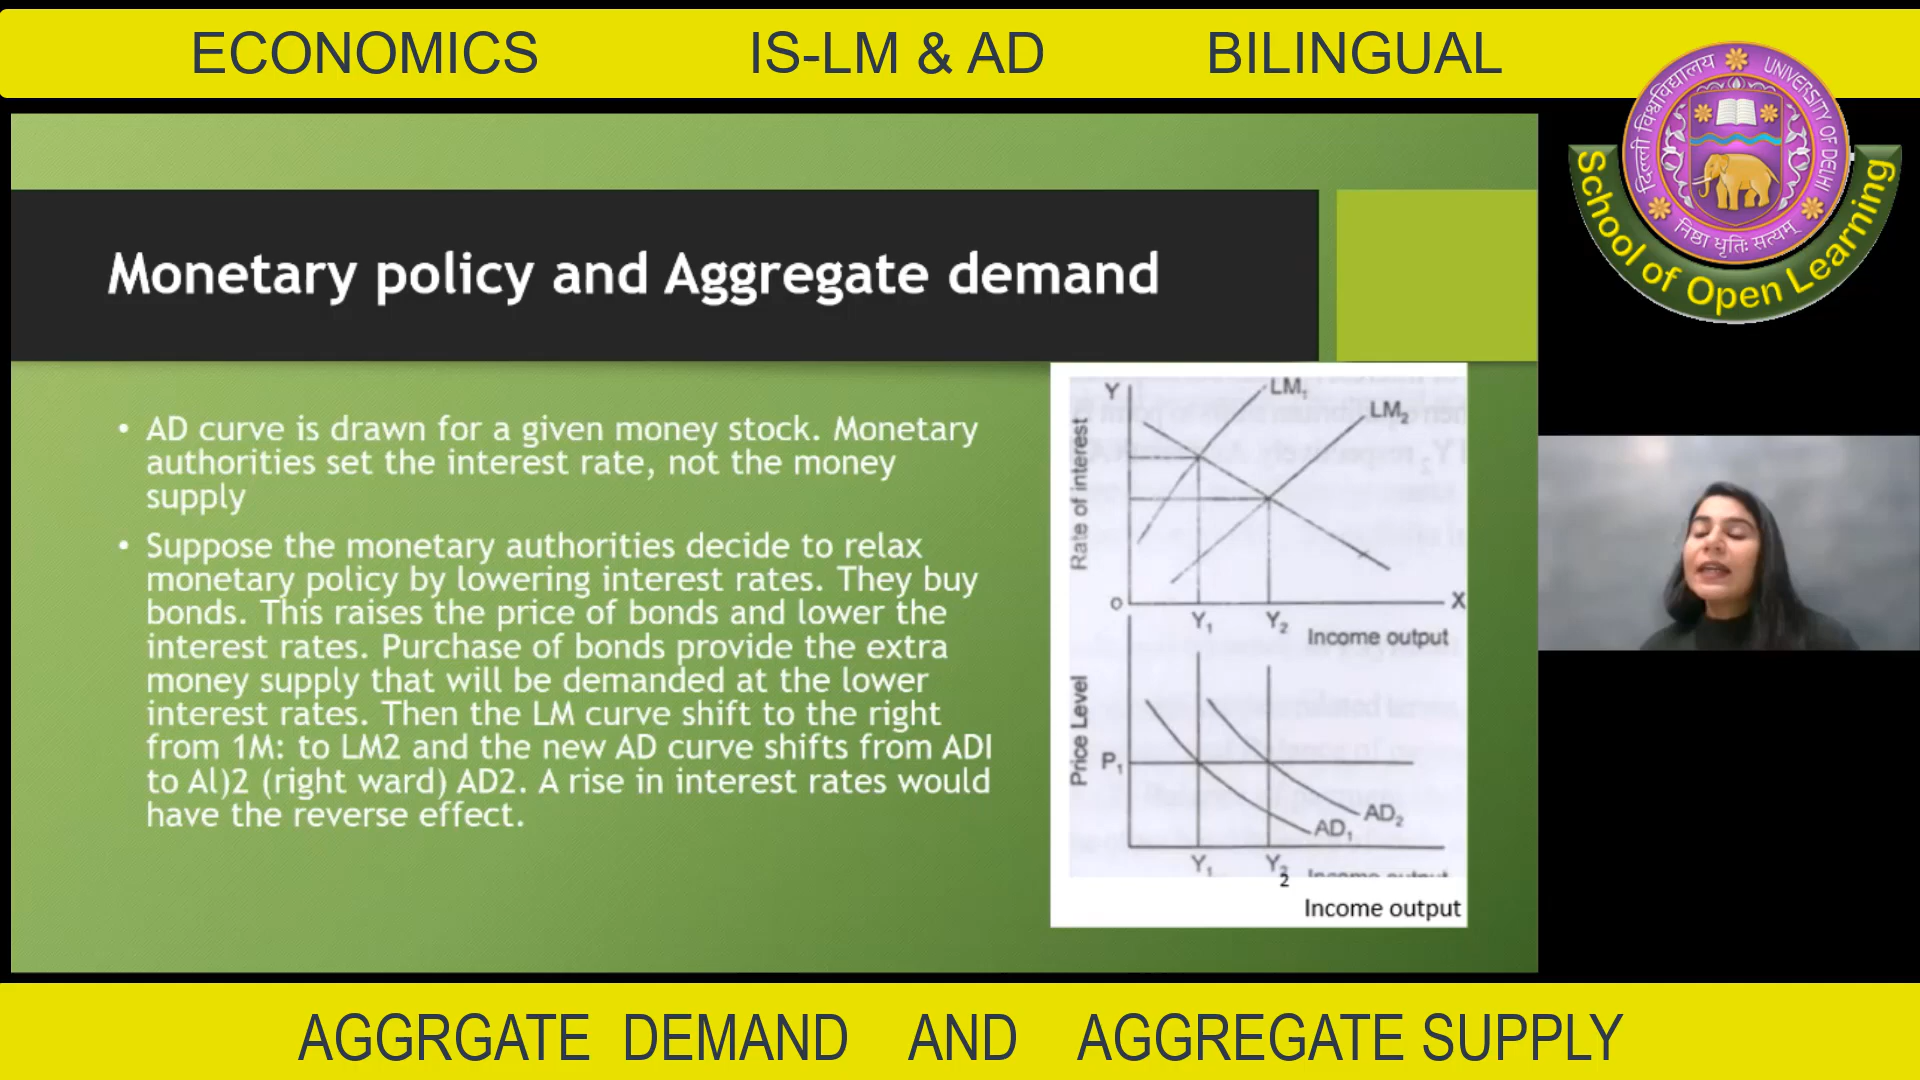 ECONOMICS IS-LM & AD BILINGUAL
दिल्ली विश्वविद्यालय UNIVERSITY OF DELHI
निष्ठा धृतिः सत्यम्
School of Open Learning
Monetary policy and Aggregate demand
• AD curve is drawn for a given money stock. Monetary
authorities set the interest rate, not the money
supply
• Suppose the monetary authorities decide to relax
monetary policy by lowering interest rates. They buy
bonds. This raises the price of bonds and lower the
interest rates. Purchase of bonds provide the extra
money supply that will be demanded at the lower
interest rates. Then the LM curve shift to the right
from 1M: to LM2 and the new AD curve shifts from ADI
to Al)2 (right ward) AD2. A rise in interest rates would
have the reverse effect.
Y
LM₁
LM₂
Rate of interest
O
X
Y₁ Y₂ Income output
Price Level
P₁
AD₂
AD₁
Y₁ Y₂ Income output
2
Income output
AGGRGATE DEMAND AND AGGREGATE SUPPLY